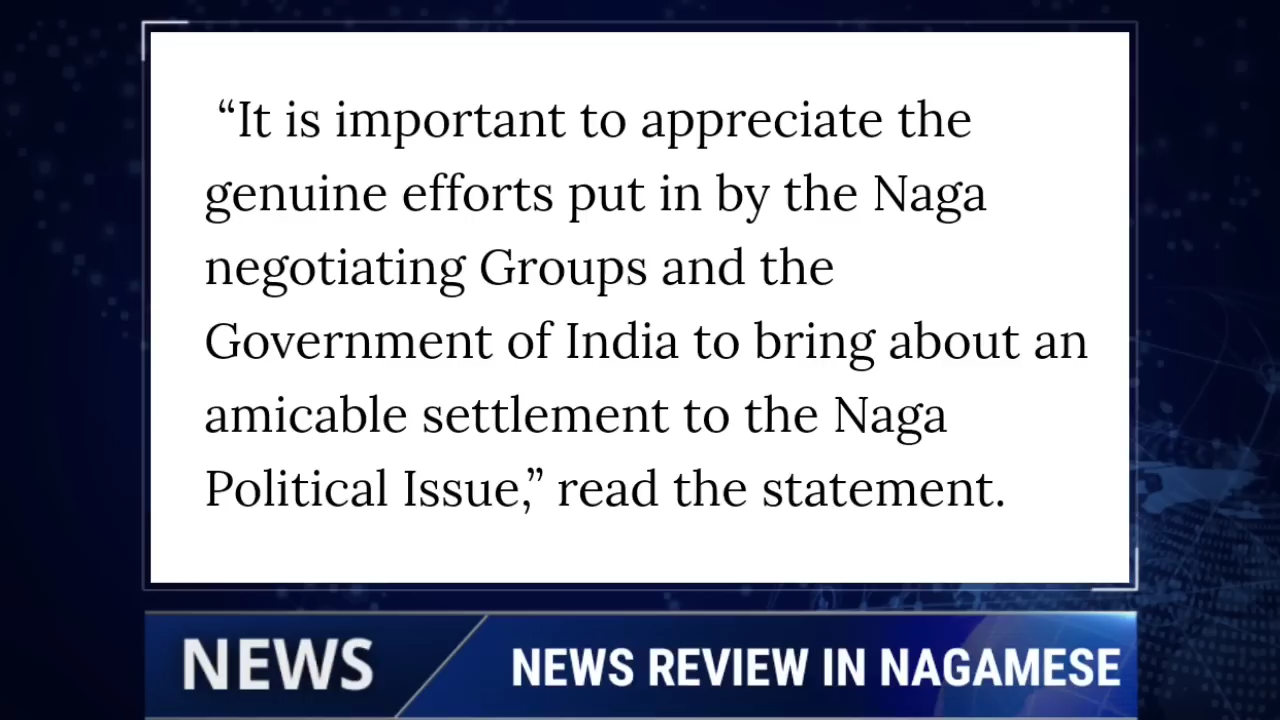 “It is important to appreciate the
genuine efforts put in by the Naga
negotiating Groups and the
Government of India to bring about an
amicable settlement to the Naga
Political Issue,” read the statement.
NEWS
NEWS REVIEW IN NAGAMESE